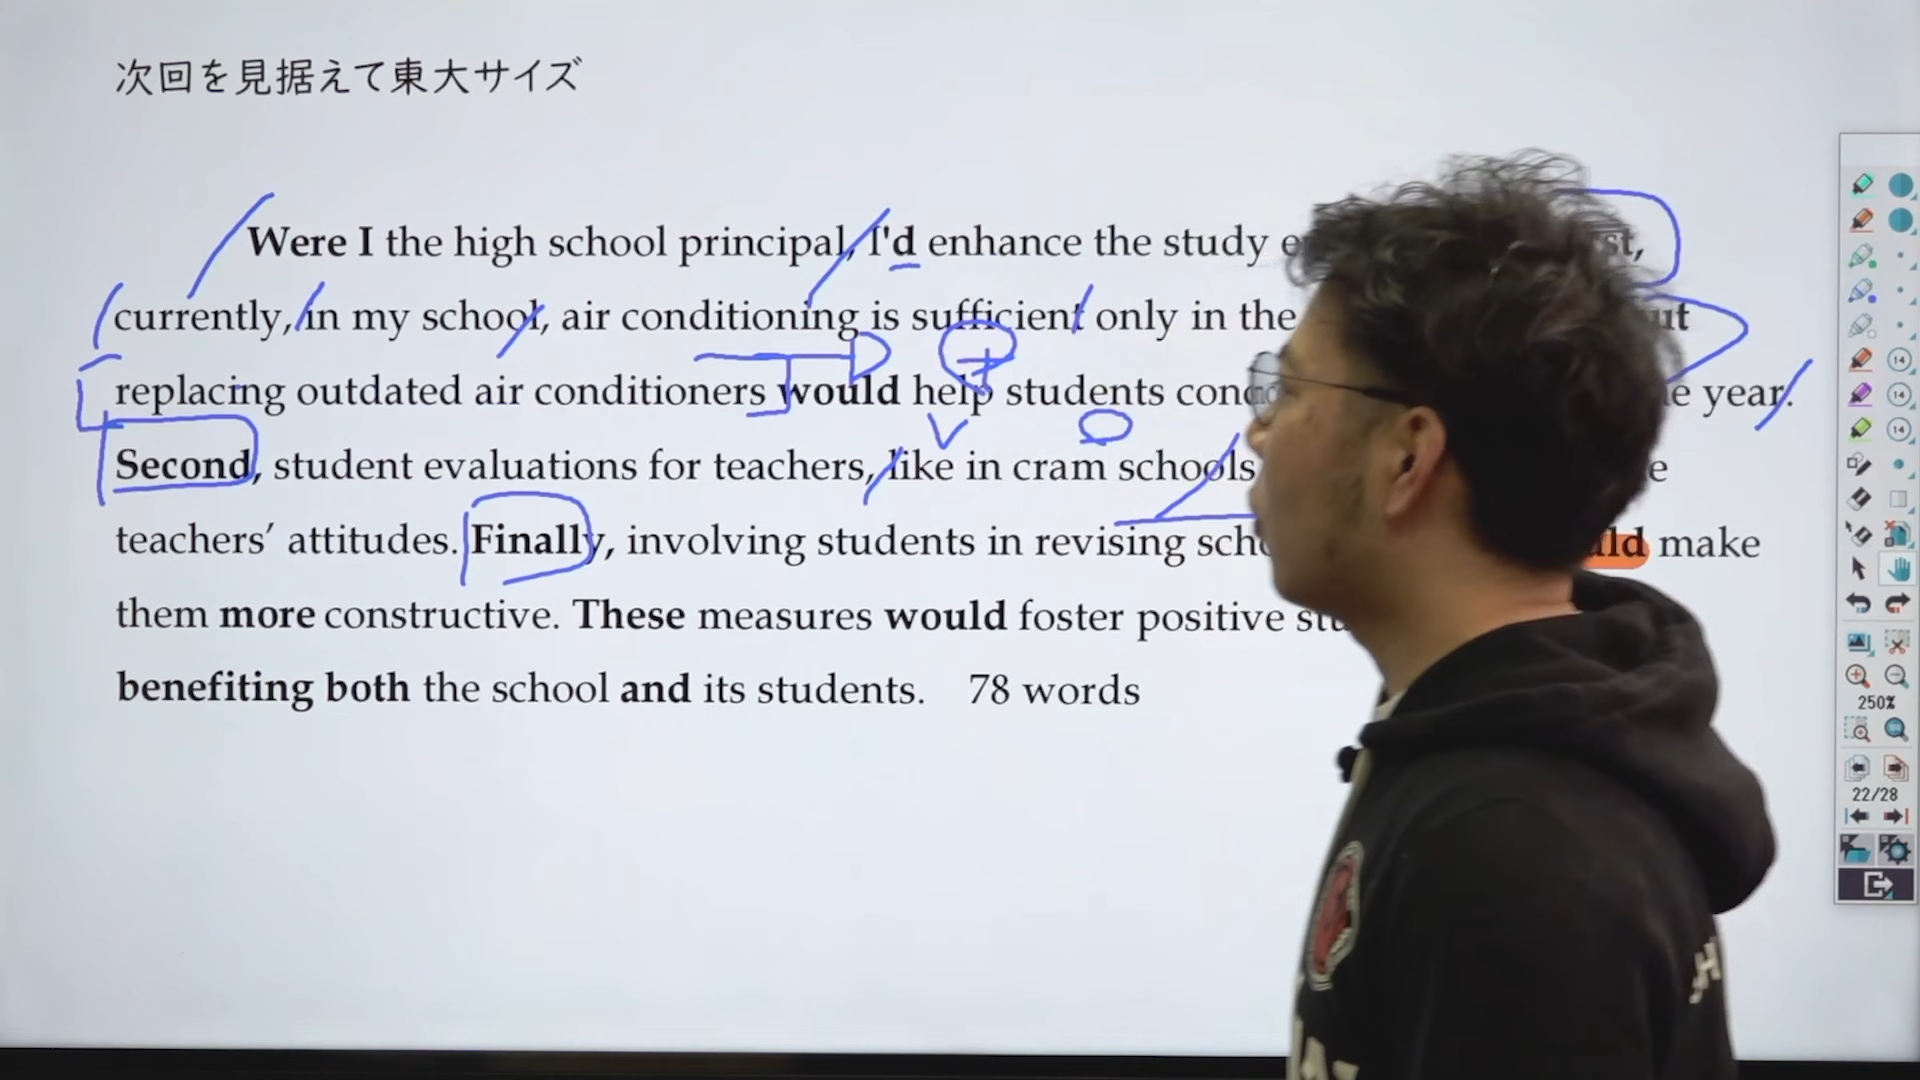 次回を見据えて東大サイズ
Were I the high school principal, I'd enhance the study
currently, in my school, air conditioning is sufficient only in the
replacing outdated air conditioners would help students year.
Second, student evaluations for teachers, like in cram schools
teachers' attitudes. Finally, involving students in revising make
them more constructive. These measures would foster positive
benefiting both the school and its students. 78 words
250%
22/28